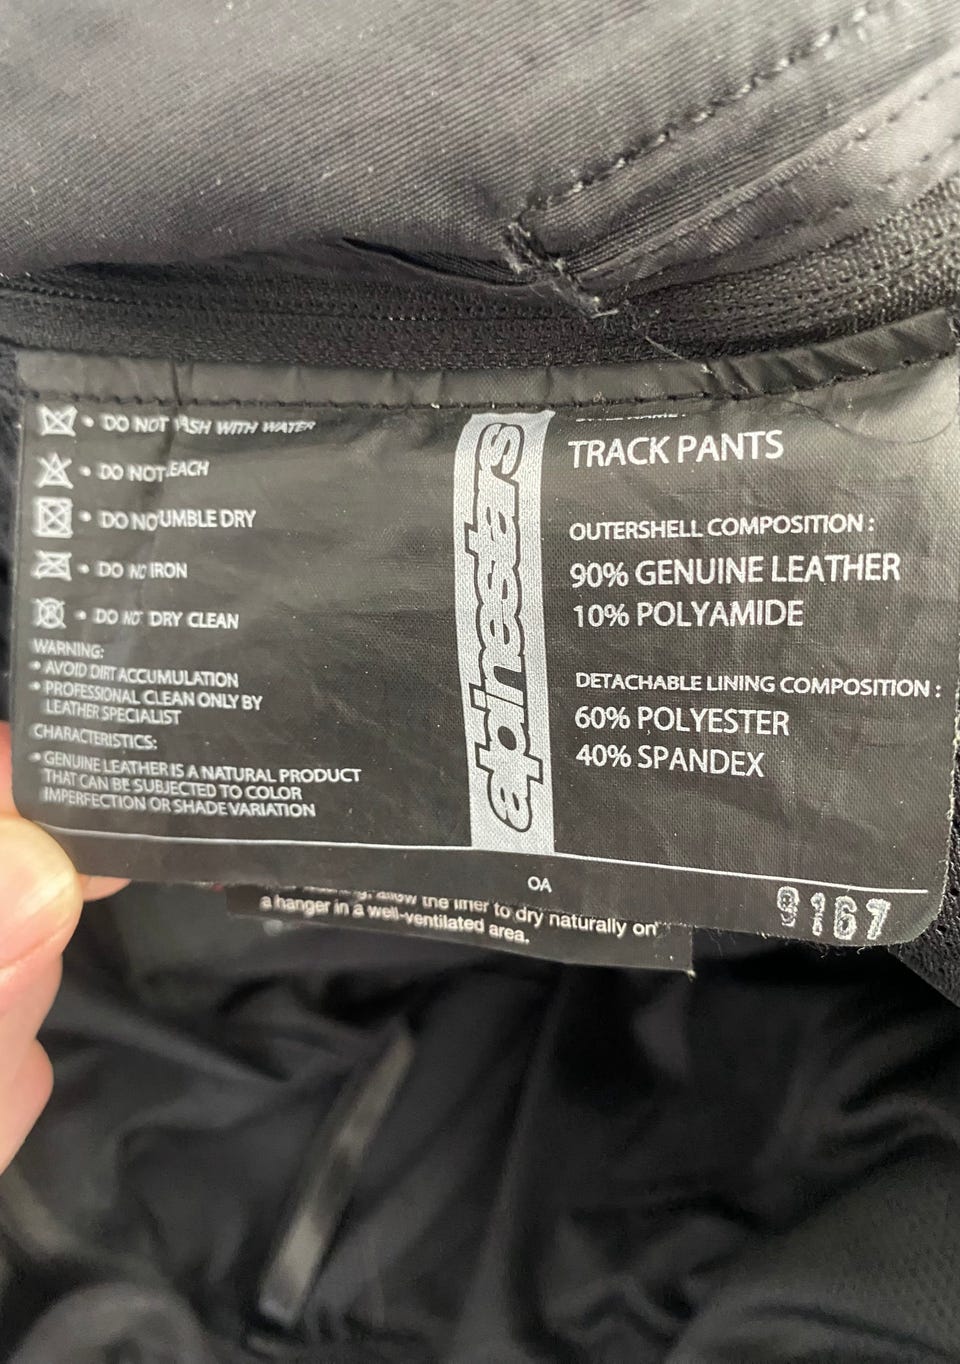 DO NOT WASH WITH WATER
DO NOT BLEACH
DO NOT TUMBLE DRY
DO NOT IRON
DO NOT DRY CLEAN
WARNING:
• AVOID DIRT ACCUMULATION
• PROFESSIONAL CLEAN ONLY BY
LEATHER SPECIALIST
CHARACTERISTICS:
• GENUINE LEATHER IS A NATURAL PRODUCT
THAT CAN BE SUBJECTED TO COLOR
IMPERFECTION OR SHADE VARIATION
alpinestars
TRACK PANTS
OUTERSHELL COMPOSITION :
90% GENUINE LEATHER
10% POLYAMIDE
DETACHABLE LINING COMPOSITION :
60% POLYESTER
40% SPANDEX
OA
9167
allow the liner to dry naturally on
a hanger in a well-ventilated area.